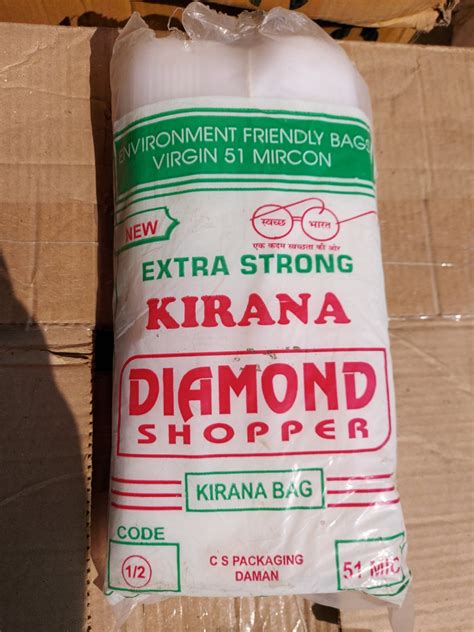 ENVIRONMENT FRIENDLY BAGS
VIRGIN 51 MIRCON
NEW
स्वच्छ भारत
एक कदम स्वच्छता की ओर
EXTRA STRONG
KIRANA
DIAMOND
SHOPPER
KIRANA BAG
CODE
1/2
C S PACKAGING
DAMAN
51 MIC